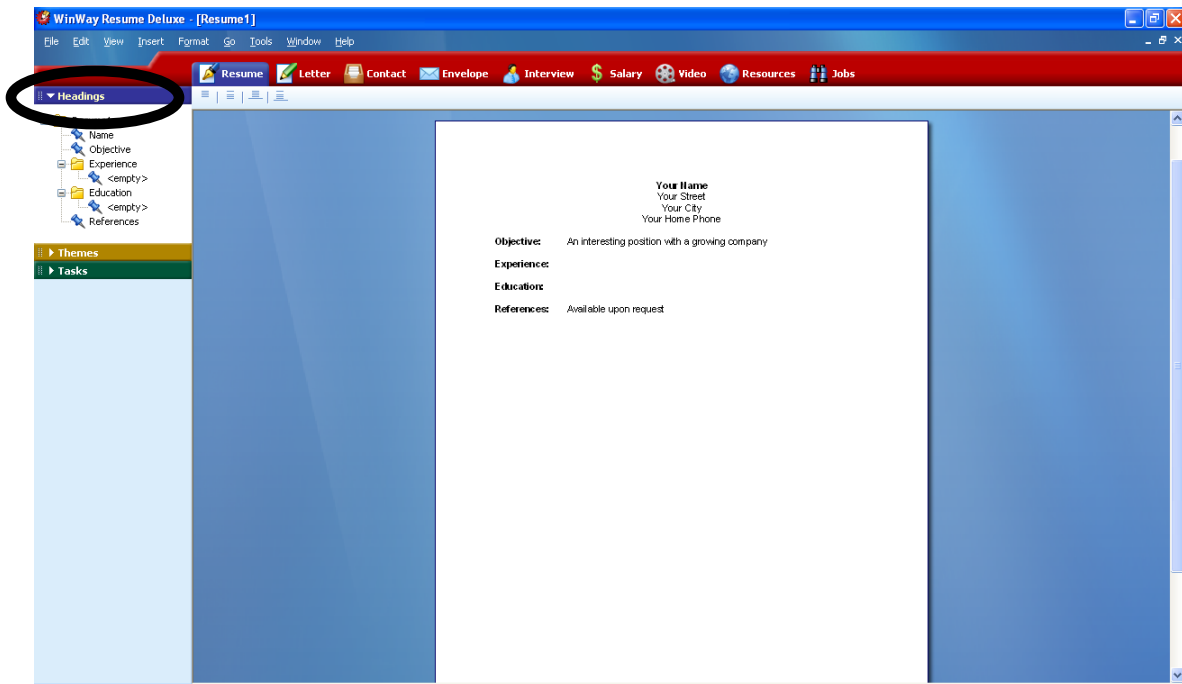 WinWay Resume Deluxe - [Resume1]
File Edit View Insert Format Go Tools Window Help
Resume Letter Contact Envelope Interview Salary Video Resources Jobs
Headings
Name
Objective
Experience
<empty>
Education
<empty>
References
Themes
Tasks
Your Name
Your Street
Your City
Your Home Phone
Objective: An interesting position with a growing company
Experience:
Education:
References: Available upon request